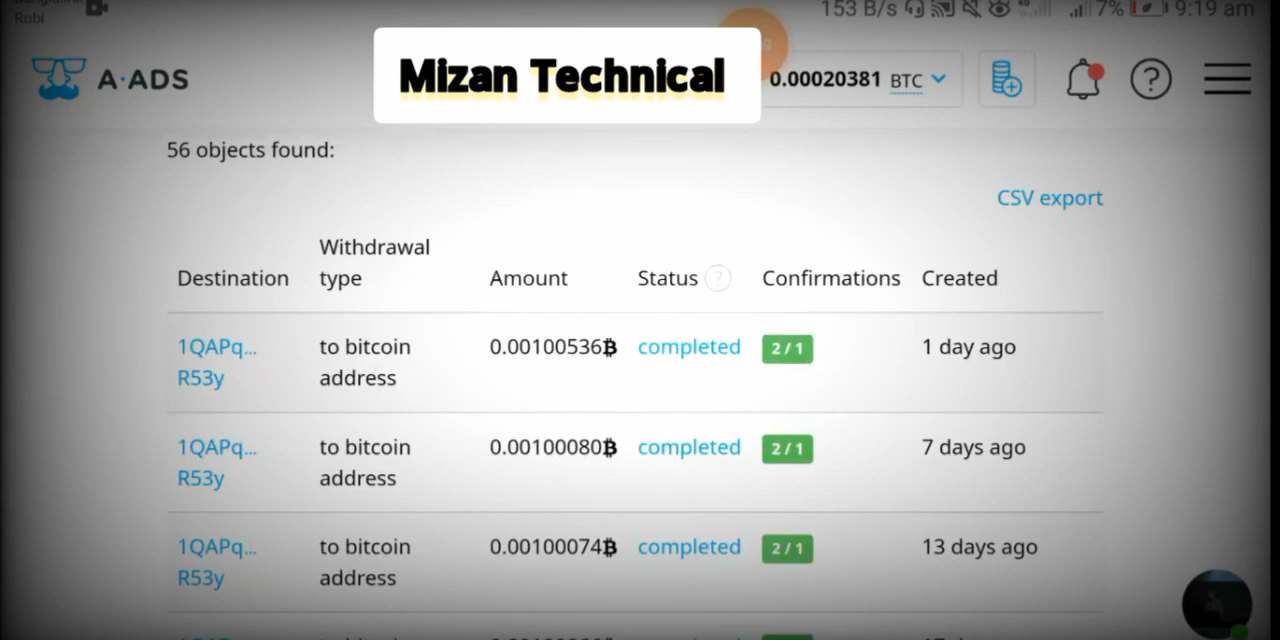 Robi
153 B/s 7% 9:19 am
A-ADS
Mizan Technical
0.00020381 BTC
56 objects found:
CSV export
Destination Withdrawal type Amount Status ? Confirmations Created
1QAPq... R53y to bitcoin address 0.00100536₿ completed 2 / 1 1 day ago
1QAPq... R53y to bitcoin address 0.00100080₿ completed 2 / 1 7 days ago
1QAPq... R53y to bitcoin address 0.00100074₿ completed 2 / 1 13 days ago